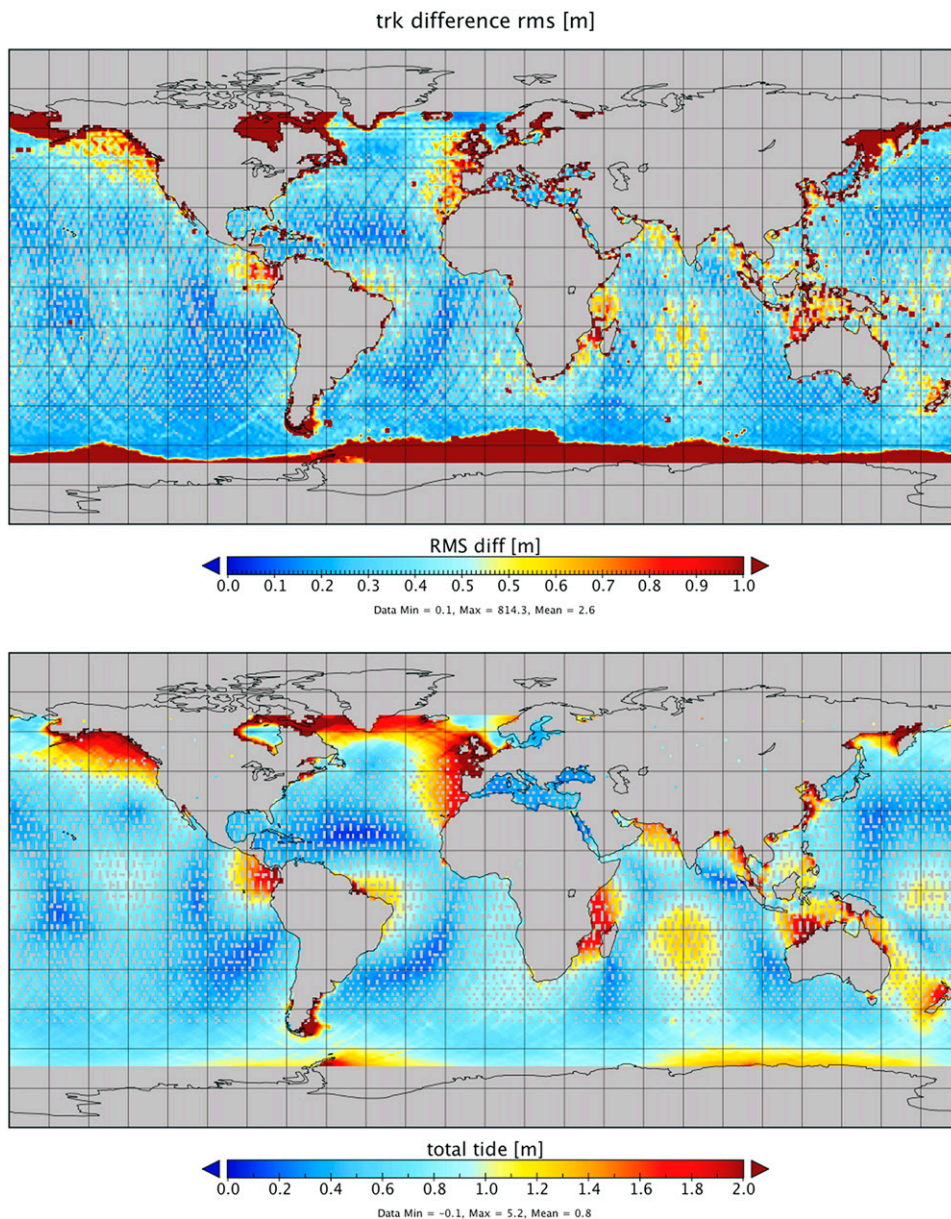 trk difference rms [m]
RMS diff [m]
0.0 0.1 0.2 0.3 0.4 0.5 0.5 0.6 0.7 0.8 0.9 1.0
Data Min = 0.1, Max = 814.3, Mean = 2.6
total tide [m]
0.0 0.2 0.4 0.6 0.8 1.0 1.2 1.4 1.6 1.8 2.0
Data Min = -0.1, Max = 5.2, Mean = 0.8